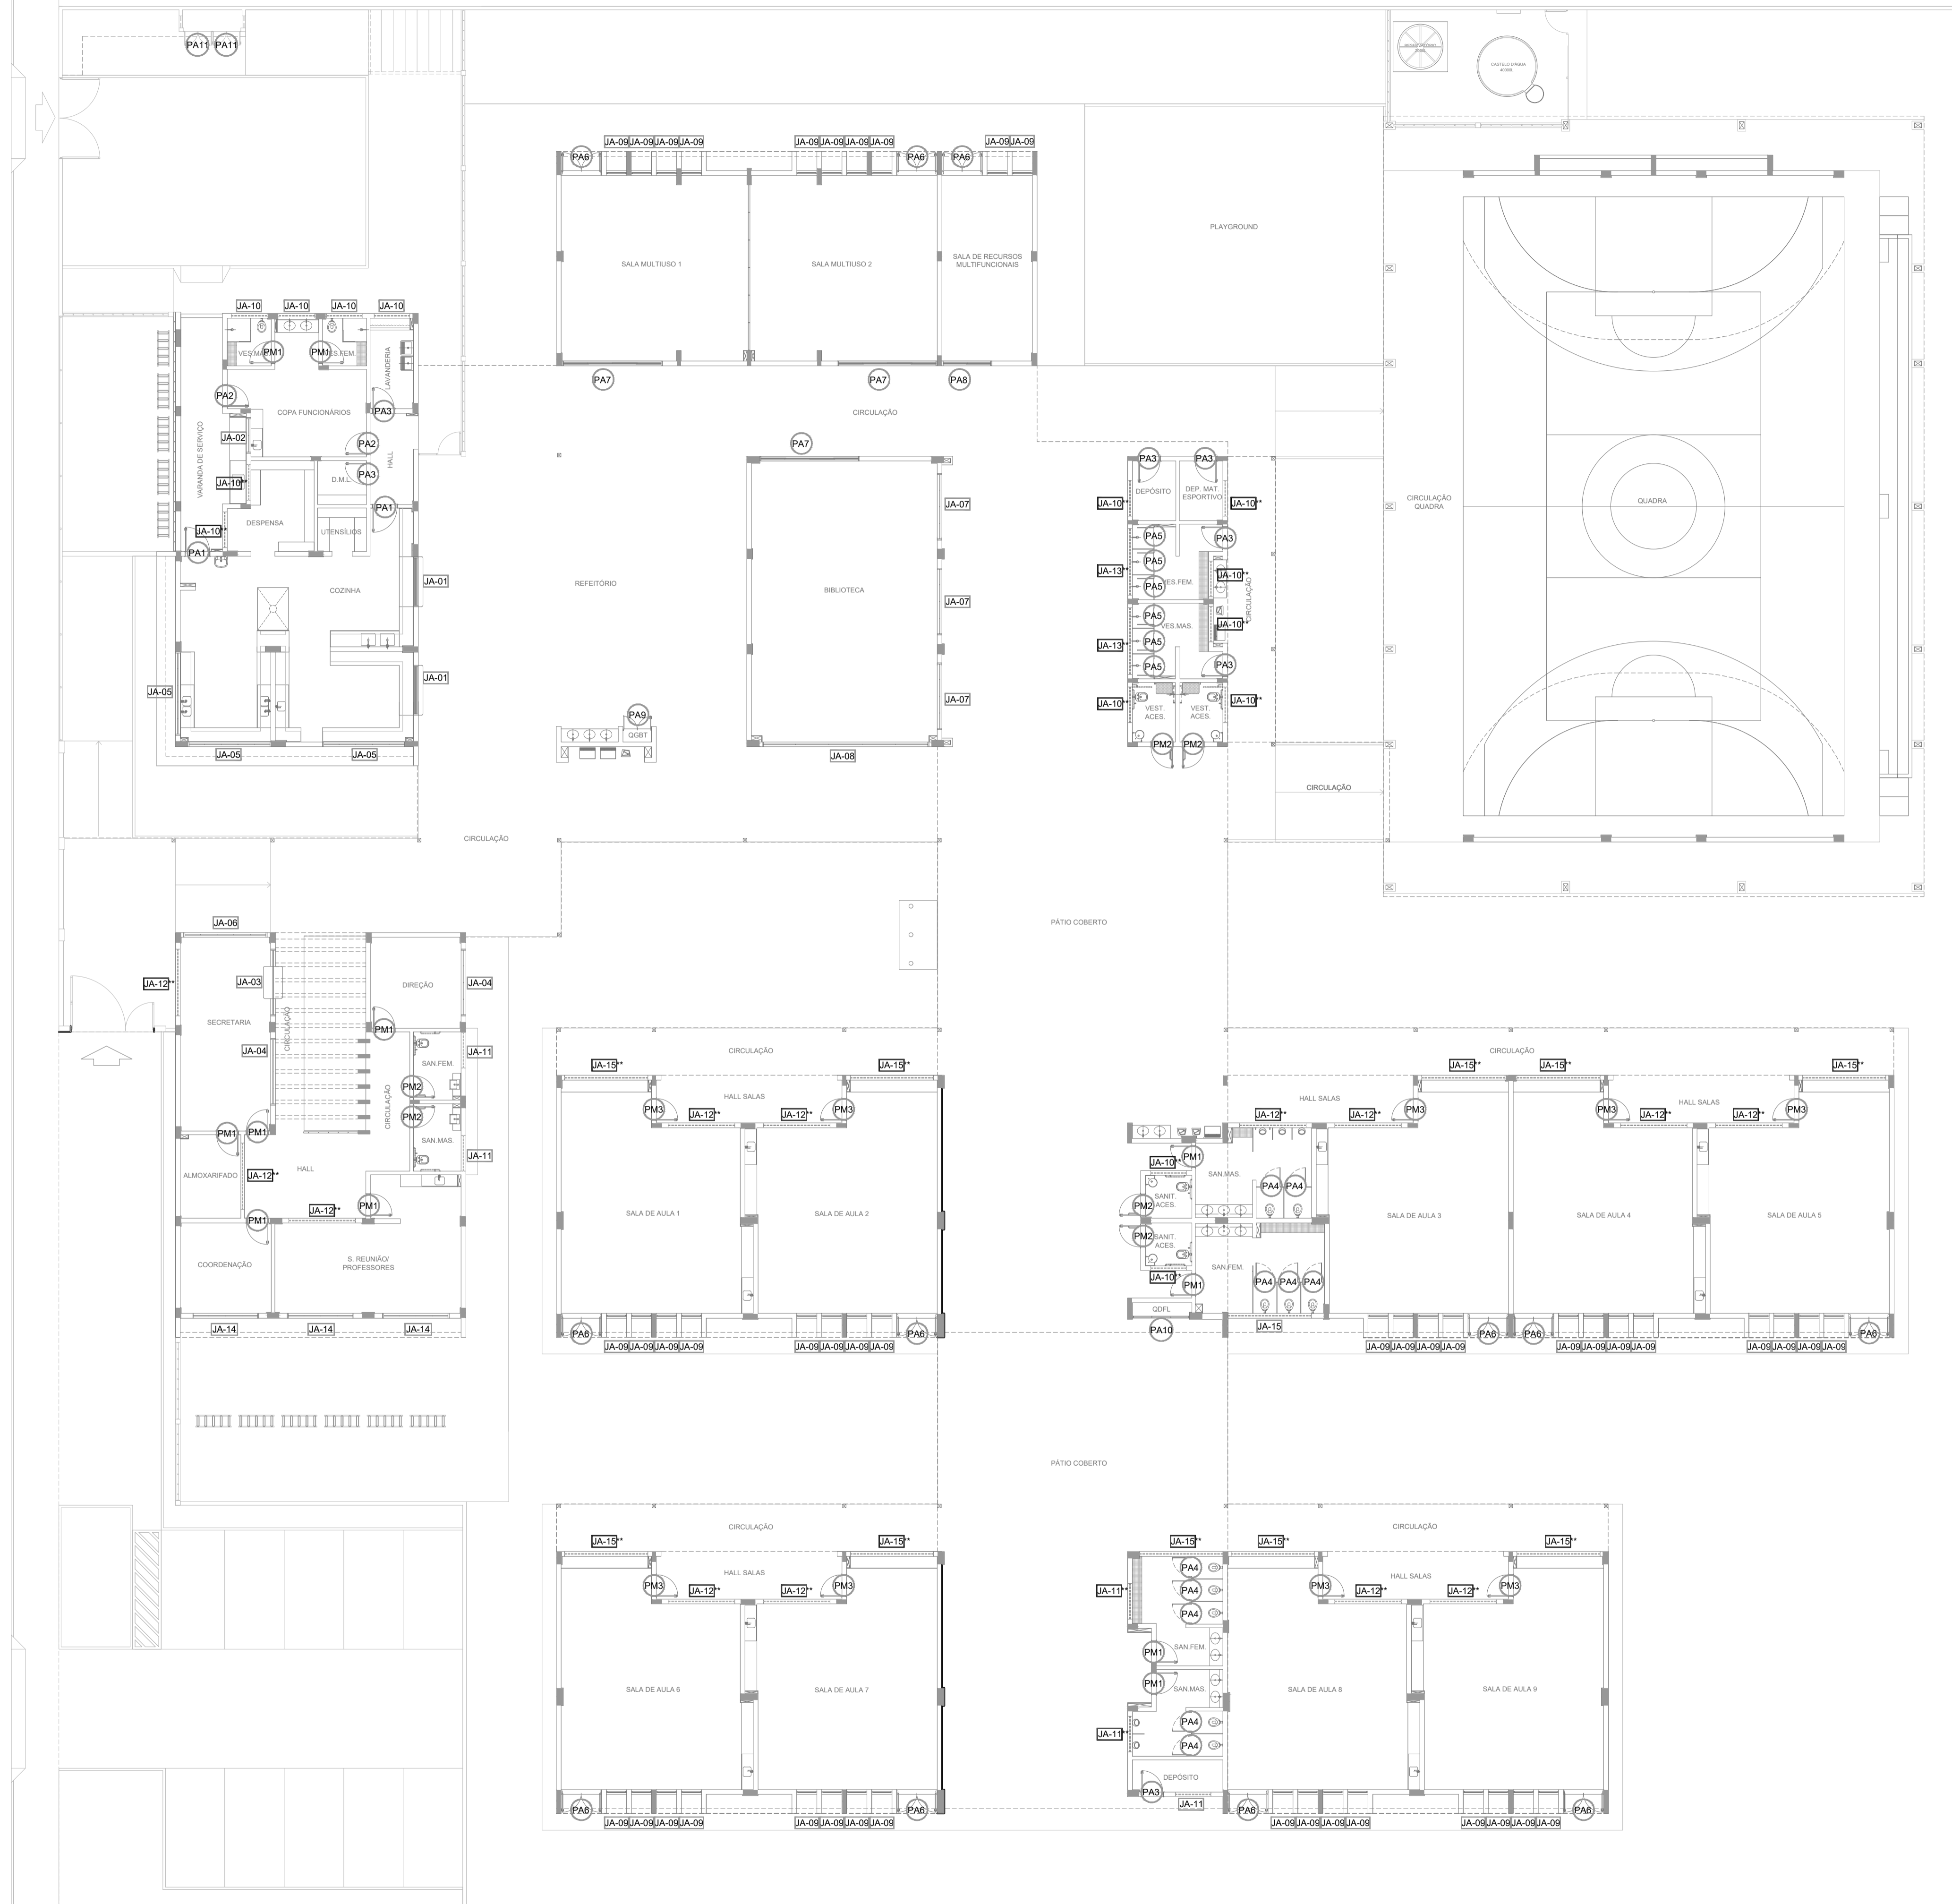 PA11 PA11
CASTELO D'ÁGUA
JA-09 JA-09 JA-09 JA-09 JA-09 JA-09 JA-09 JA-09 JA-09 JA-09
PA6 PA6 PA6
PLAYGROUND
SALA MULTIUSO 1
SALA MULTIUSO 2
SALA DE RECURSOS
MULTIFUNCIONAIS
PA7 PA7 PA8
CIRCULAÇÃO
JA-10 JA-10 JA-10 JA-10
PM1 PM1
VES.FEM.
LAVANDERIA
PA2
COPA FUNCIONÁRIOS
PA3
VARANDA DE SERVIÇO
JA-02
PA2
HALL
PA3
D.M.L.
JA-10**
PA1
DESPENSA
UTENSÍLIOS
JA-10**
PA1
COZINHA
JA-01
JA-01
JA-05
JA-05 JA-05
REFEITÓRIO
PA9
QGBT
PA7
BIBLIOTECA
JA-07
JA-07
JA-07
JA-08
PA3 PA3
DEPÓSITO
DEP. MAT.
ESPORTIVO
JA-10** JA-10**
PA5
PA5
PA5
PA3
JA-13**
VES.FEM.
JA-10**
CIRCULAÇÃO
PA5
PA5
PA5
VES.MAS.
JA-10**
JA-13**
PA3
JA-10** JA-10**
VEST.
ACES.
VEST.
ACES.
PM2 PM2
CIRCULAÇÃO
QUADRA
QUADRA
CIRCULAÇÃO
CIRCULAÇÃO
PÁTIO COBERTO
JA-06
JA-12**
JA-03
SECRETARIA
CIRCULAÇÃO
DIREÇÃO
JA-04
PM1
JA-04
JA-11
SAN.FEM.
PM2
PM2
CIRCULAÇÃO
PM1 PM1
SAN.MAS.
JA-11
ALMOXARIFADO
JA-12**
HALL
JA-12**
PM1
PM1
COORDENAÇÃO
S. REUNIÃO/
PROFESSORES
JA-14 JA-14 JA-14
CIRCULAÇÃO
JA-15** JA-15**
HALL SALAS
PM3 JA-12** JA-12** PM3
SALA DE AULA 1
SALA DE AULA 2
PA6 PA6
JA-09 JA-09 JA-09 JA-09 JA-09 JA-09 JA-09 JA-09
CIRCULAÇÃO
JA-15** JA-15** JA-15**
HALL SALAS
HALL SALAS
JA-12** JA-12** PM3 PM3 JA-12** JA-12** PM3
PM1
JA-10**
SAN.MAS.
PA4 PA4
SANIT.
ACES.
PM2
PM2
SANIT.
ACES.
JA-10**
SAN.FEM.
PM1
PA4 PA4 PA4
QDFL
PA10
JA-15
SALA DE AULA 3
SALA DE AULA 4
SALA DE AULA 5
PA6 PA6 PA6
JA-09 JA-09 JA-09 JA-09 JA-09 JA-09 JA-09 JA-09 JA-09 JA-09 JA-09 JA-09
PÁTIO COBERTO
CIRCULAÇÃO
JA-15** JA-15**
HALL SALAS
PM3 JA-12** JA-12** PM3
SALA DE AULA 6
SALA DE AULA 7
PA6 PA6
JA-09 JA-09 JA-09 JA-09 JA-09 JA-09 JA-09 JA-09
CIRCULAÇÃO
JA-15** JA-15** JA-15**
HALL SALAS
JA-11**
PA4
PA4
PA4
PM3 JA-12** JA-12** PM3
SAN.FEM.
PM1
PM1
SAN.MAS.
JA-11**
PA4
PA4
DEPÓSITO
PA3
JA-11
SALA DE AULA 8
SALA DE AULA 9
PA6 PA6
JA-09 JA-09 JA-09 JA-09 JA-09 JA-09 JA-09 JA-09